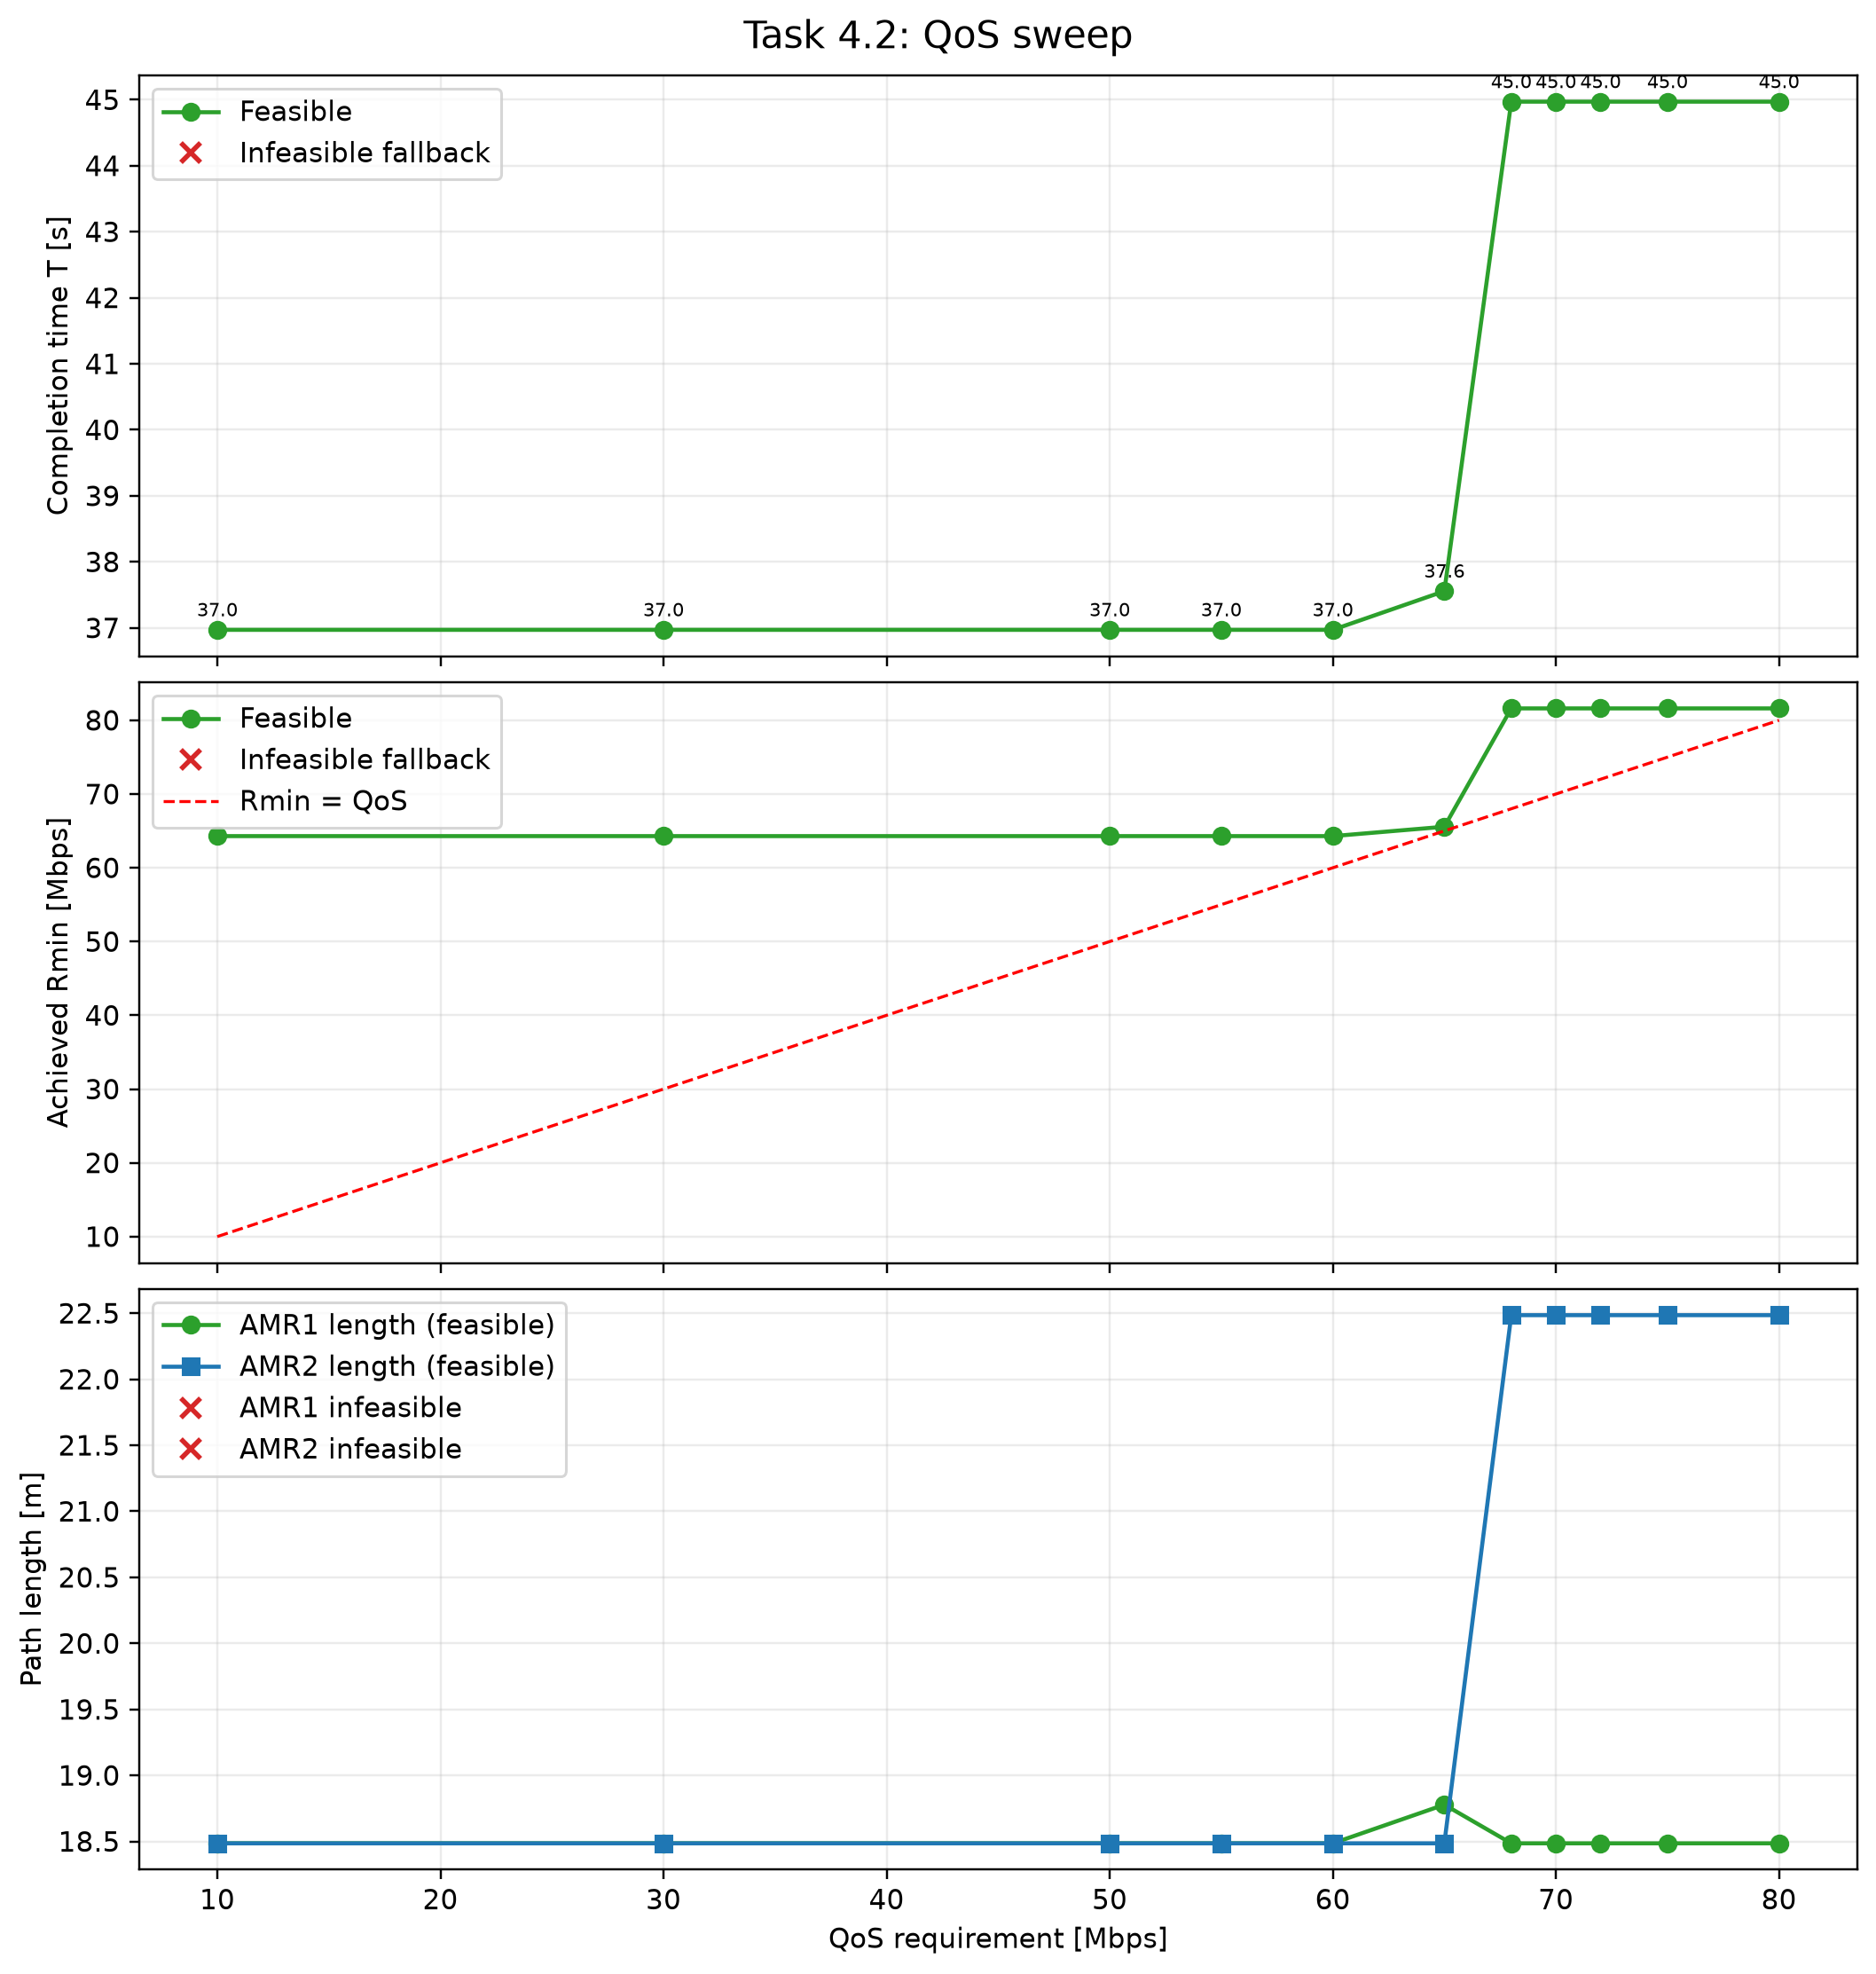 Task 4.2: QoS sweep
Completion time T [s]
45
44
43
42
41
40
39
38
37
Feasible
Infeasible fallback
37.0
37.0
37.0
37.0
37.0
37.6
45.0
45.0
45.0
45.0
45.0
Achieved Rmin [Mbps]
80
70
60
50
40
30
20
10
Feasible
Infeasible fallback
Rmin = QoS
Path length [m]
22.5
22.0
21.5
21.0
20.5
20.0
19.5
19.0
18.5
AMR1 length (feasible)
AMR2 length (feasible)
AMR1 infeasible
AMR2 infeasible
10 20 30 40 50 60 70 80
QoS requirement [Mbps]